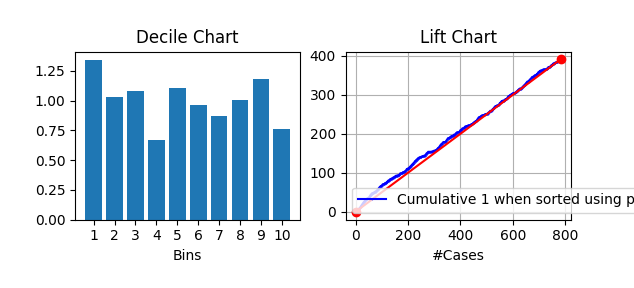 Decile Chart
1.25
1.00
0.75
0.50
0.25
0.00
1 2 3 4 5 6 7 8 9 10
Bins
Lift Chart
400
300
200
100
0
Cumulative 1 when sorted using p
0 200 400 600 800
#Cases